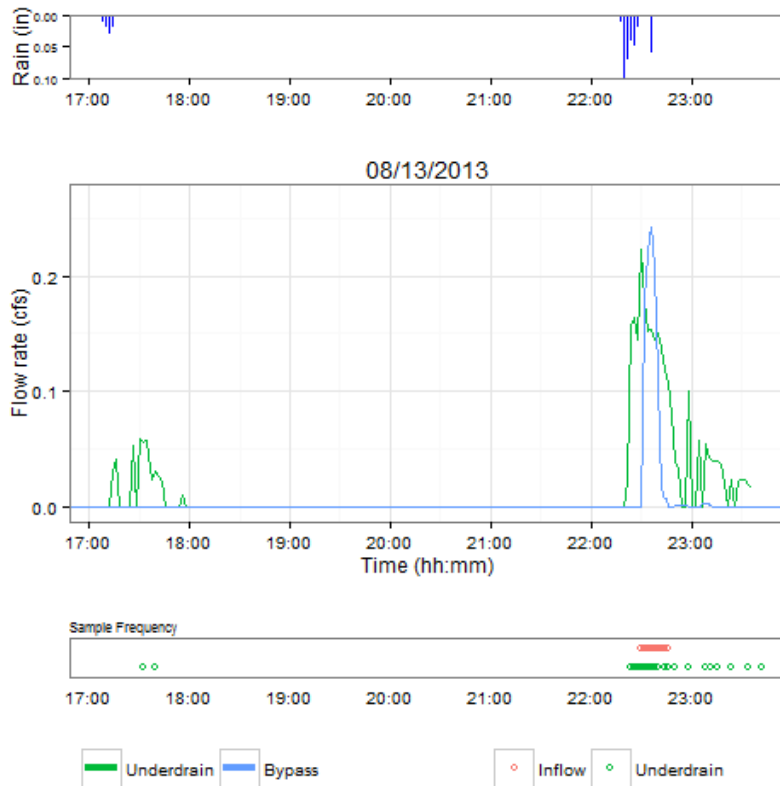 Rain (in)
0.00
0.05
0.10
17:00 18:00 19:00 20:00 21:00 22:00 23:00
08/13/2013
Flow rate (cfs)
0.2
0.1
0.0
17:00 18:00 19:00 20:00 21:00 22:00 23:00
Time (hh:mm)
Sample Frequency
17:00 18:00 19:00 20:00 21:00 22:00 23:00
Underdrain Bypass Inflow Underdrain